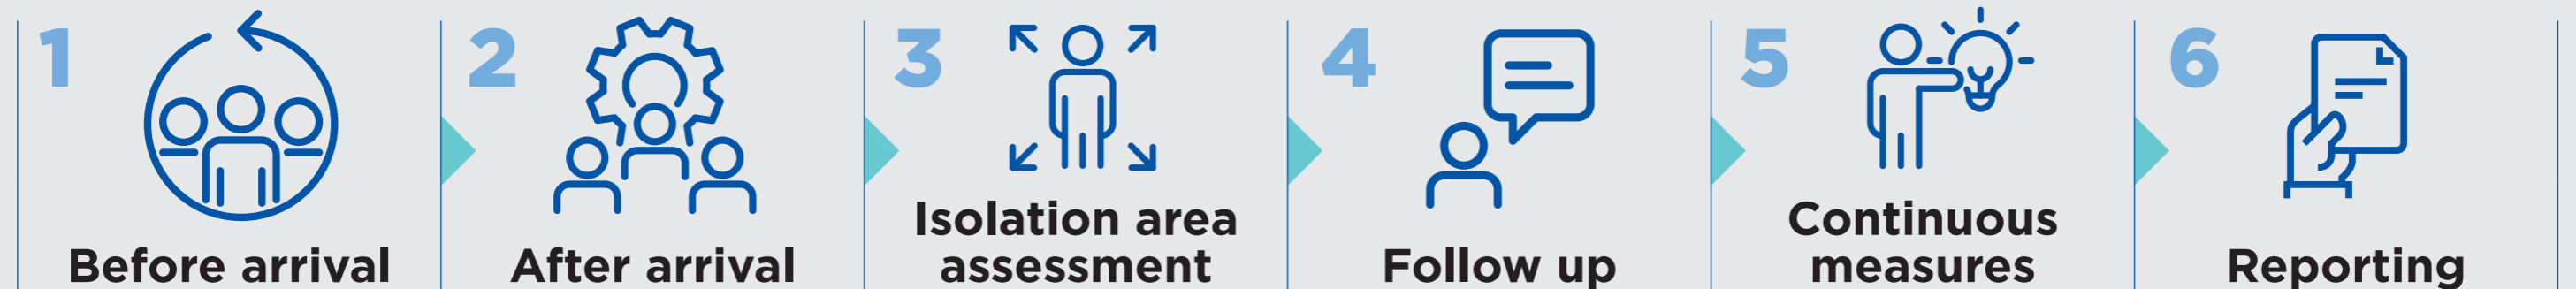 1
Before arrival
2
After arrival
3
Isolation area
assessment
4
Follow up
5
Continuous
measures
6
Reporting